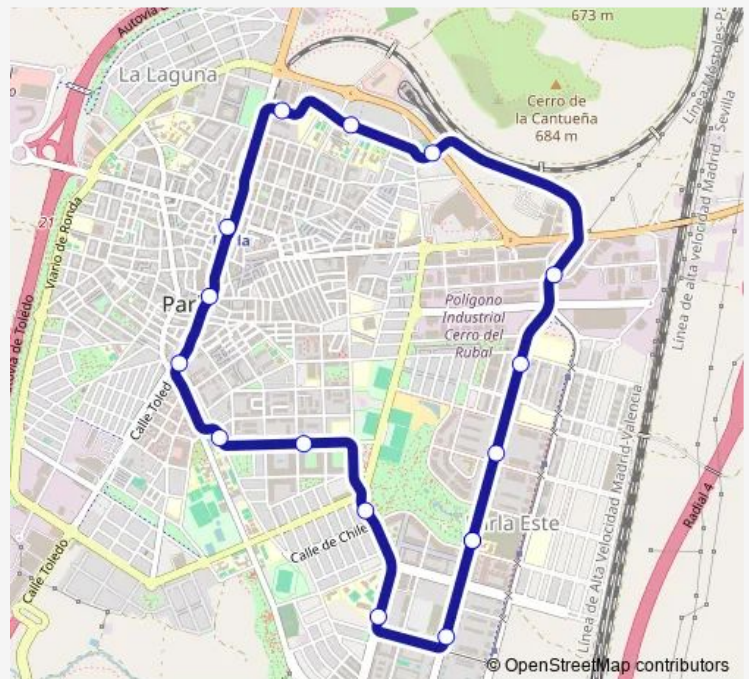 673 m
Autovía
La Laguna
Cerro de
la Cantueña
684 m
Línea Móstoles-Pa
Línea de alta velocidad Madrid - Sevilla
21
Viario de Ronda
Par
Polígono
Industrial
Cerro del
Rubal
via de Toledo
Calle Toled
Línea de Alta Velocidad Madrid-Valencia
Radial 4
rla Este
Calle de Chile
Calle Toledo
© OpenStreetMap contributors